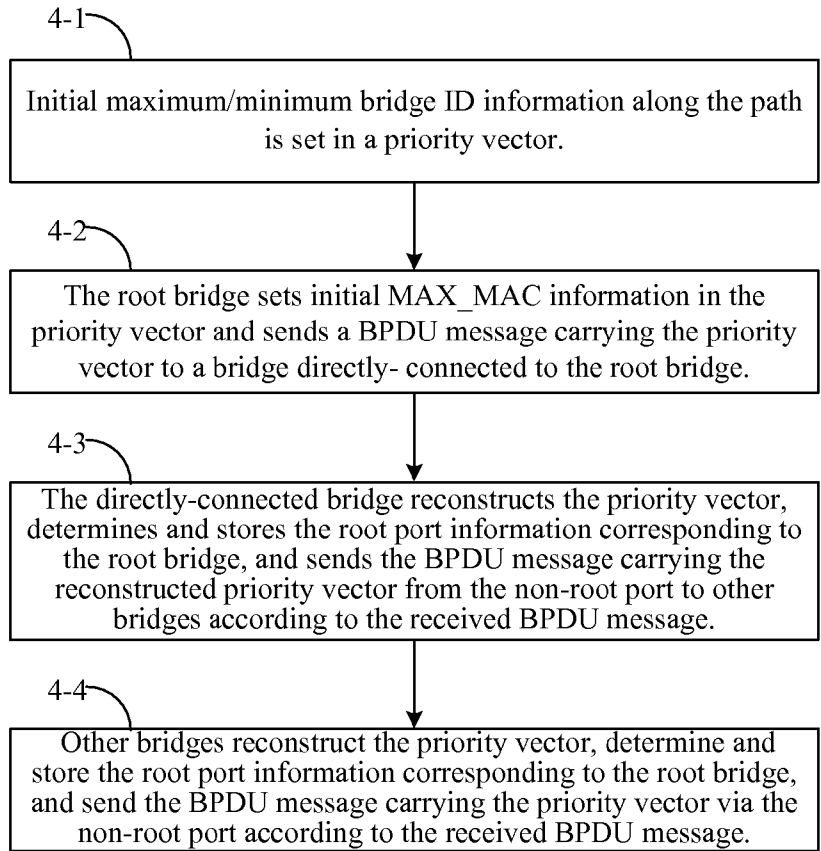 4-1
Initial maximum/minimum bridge ID information along the path
is set in a priority vector.
4-2
The root bridge sets initial MAX_MAC information in the
priority vector and sends a BPDU message carrying the priority
vector to a bridge directly- connected to the root bridge.
4-3
The directly-connected bridge reconstructs the priority vector,
determines and stores the root port information corresponding to
the root bridge, and sends the BPDU message carrying the
reconstructed priority vector from the non-root port to other
bridges according to the received BPDU message.
4-4
Other bridges reconstruct the priority vector, determine and
store the root port information corresponding to the root bridge,
and send the BPDU message carrying the priority vector via the
non-root port according to the received BPDU message.